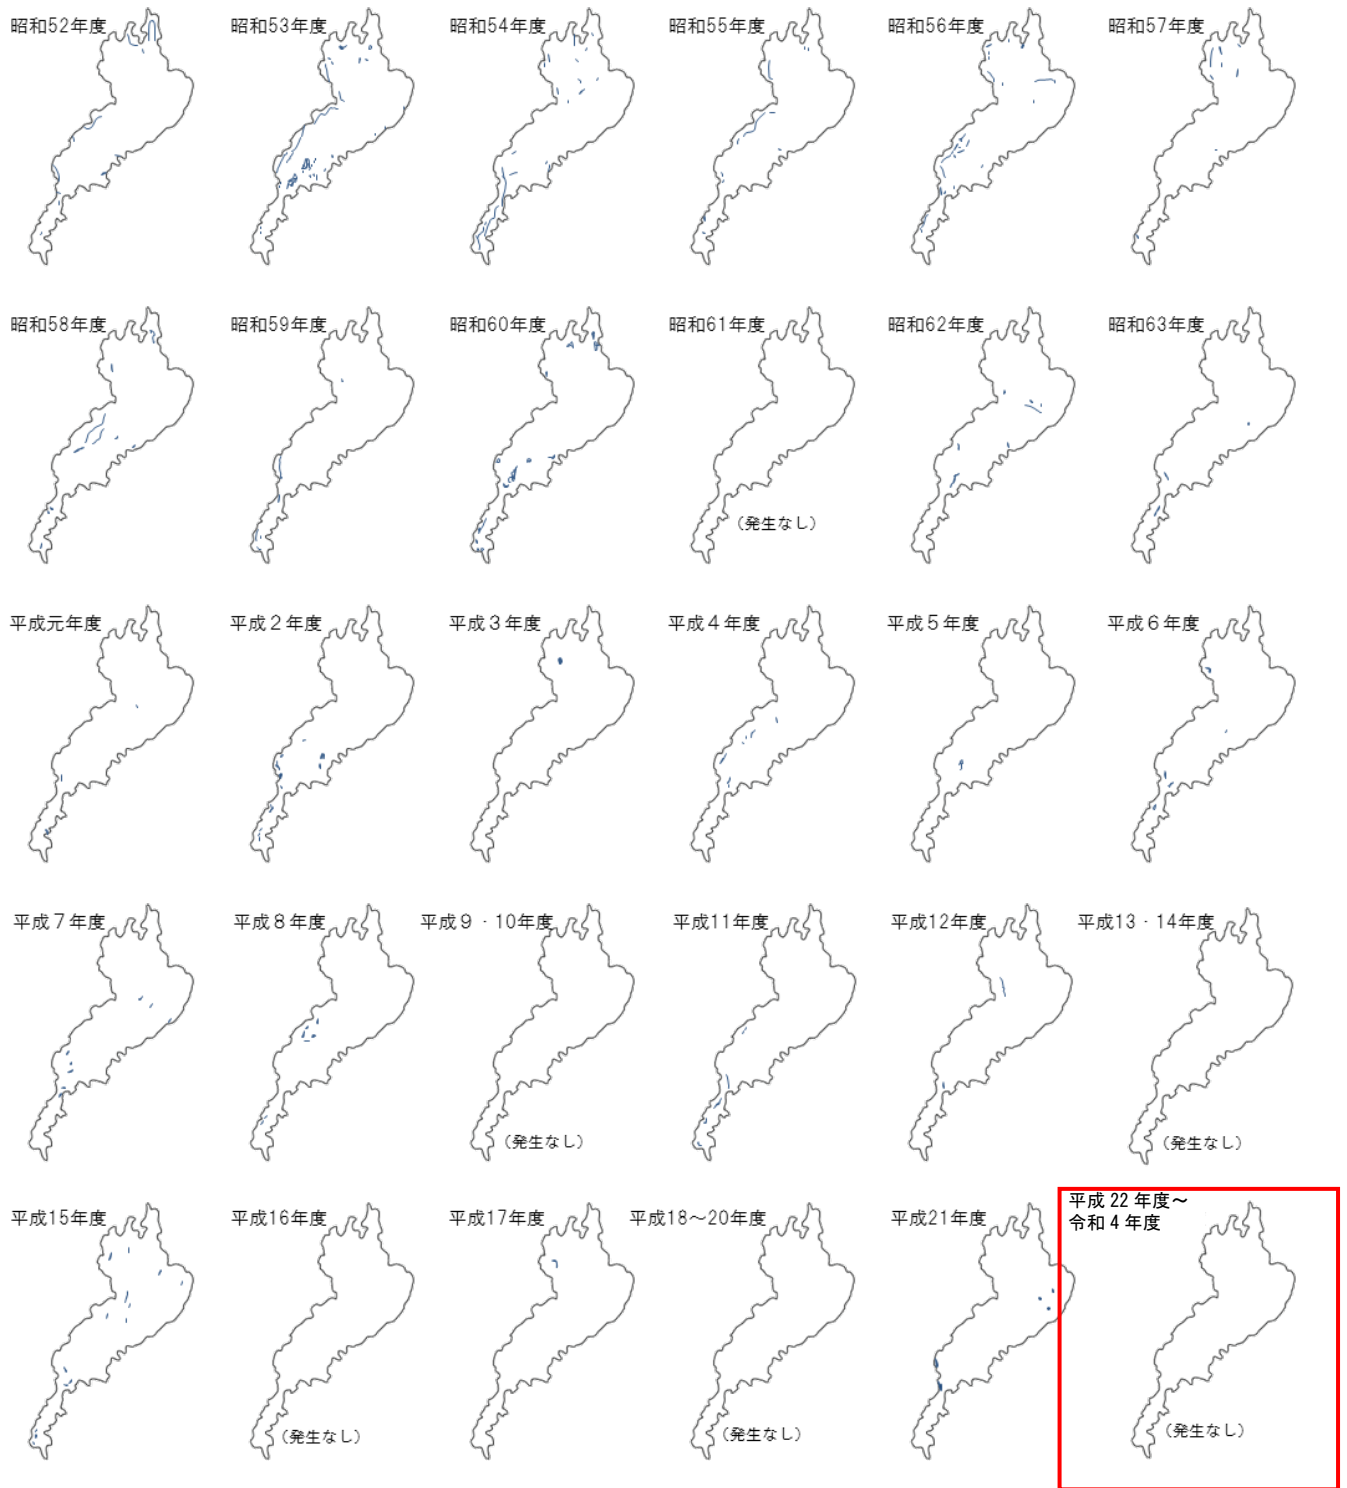 昭和52年度
昭和53年度
昭和54年度
昭和55年度
昭和56年度
昭和57年度
昭和58年度
昭和59年度
昭和60年度
昭和61年度
(発生なし)
昭和62年度
昭和63年度
平成元年度
平成２年度
平成３年度
平成４年度
平成５年度
平成６年度
平成７年度
平成８年度
平成９・10年度
(発生なし)
平成11年度
平成12年度
平成13・14年度
(発生なし)
平成15年度
平成16年度
(発生なし)
平成17年度
平成18～20年度
(発生なし)
平成21年度
平成 22 年度～
令和 4 年度
(発生なし)